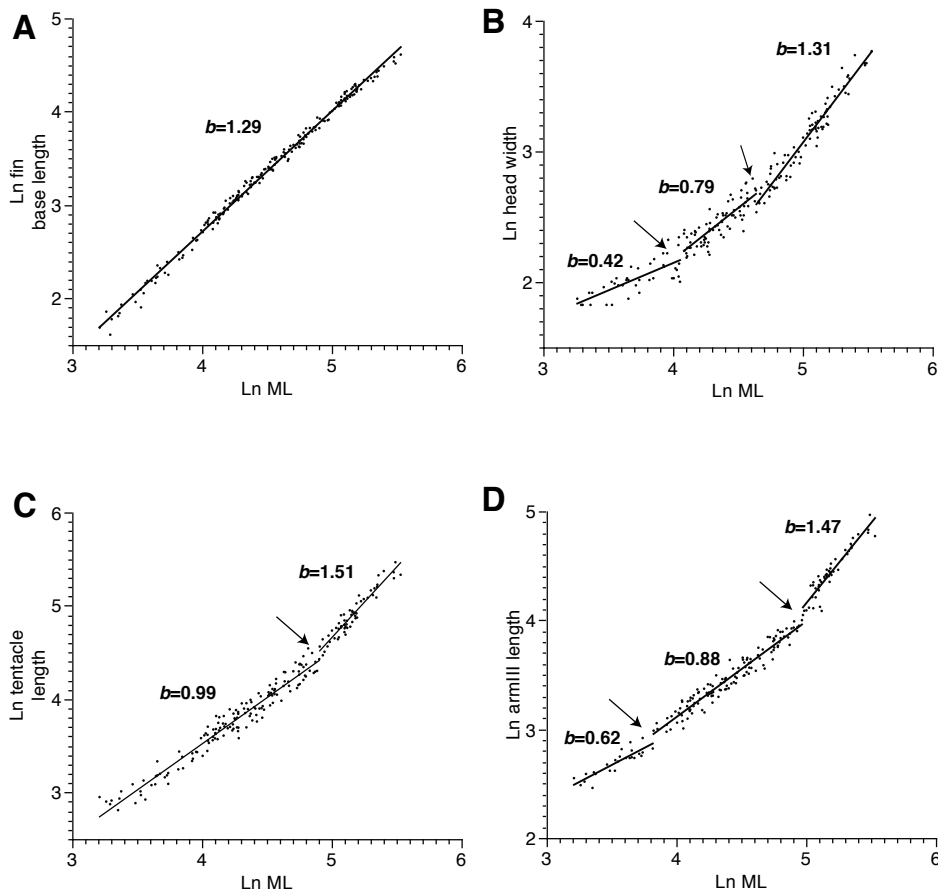 A
5
4
3
2
Ln fin
base length
b=1.29
3
4
5
6
Ln ML
B
4
3
2
Ln head width
b=1.31
b=0.79
b=0.42
3
4
5
6
Ln ML
C
6
5
4
3
Ln tentacle
length
b=1.51
b=0.99
3
4
5
6
Ln ML
D
5
4
3
2
Ln armIII length
b=1.47
b=0.88
b=0.62
3
4
5
6
Ln ML